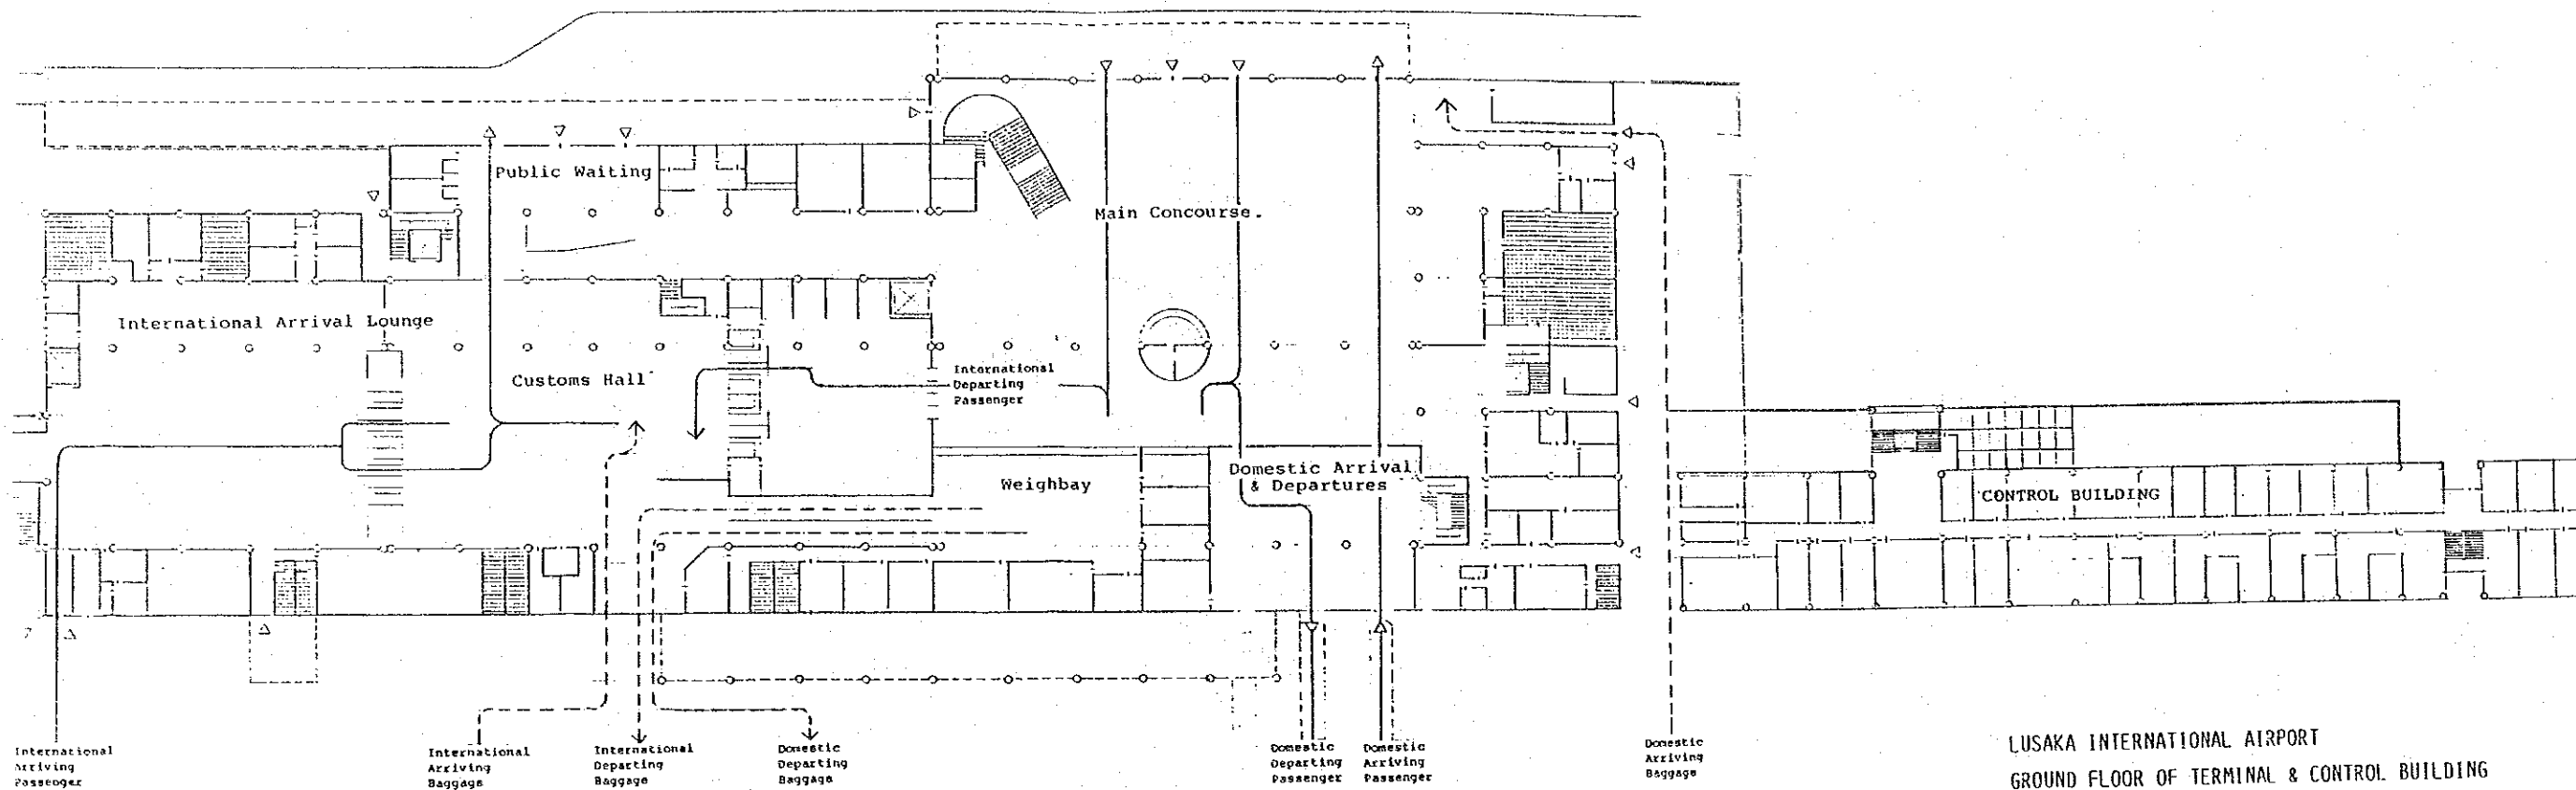 Public Waiting
Main Concourse.
International Arrival Lounge
Customs Hall
International
Departing
Passenger
Domestic Arrival
& Departures
Weighbay
CONTROL BUILDING
International
Arriving
Passenger
International
Arriving
Baggage
International
Departing
Baggage
Domestic
Departing
Baggage
Domestic
Departing
Passenger
Domestic
Arriving
Passenger
Domestic
Arriving
Baggage
LUSAKA INTERNATIONAL AIRPORT
GROUND FLOOR OF TERMINAL & CONTROL BUILDING